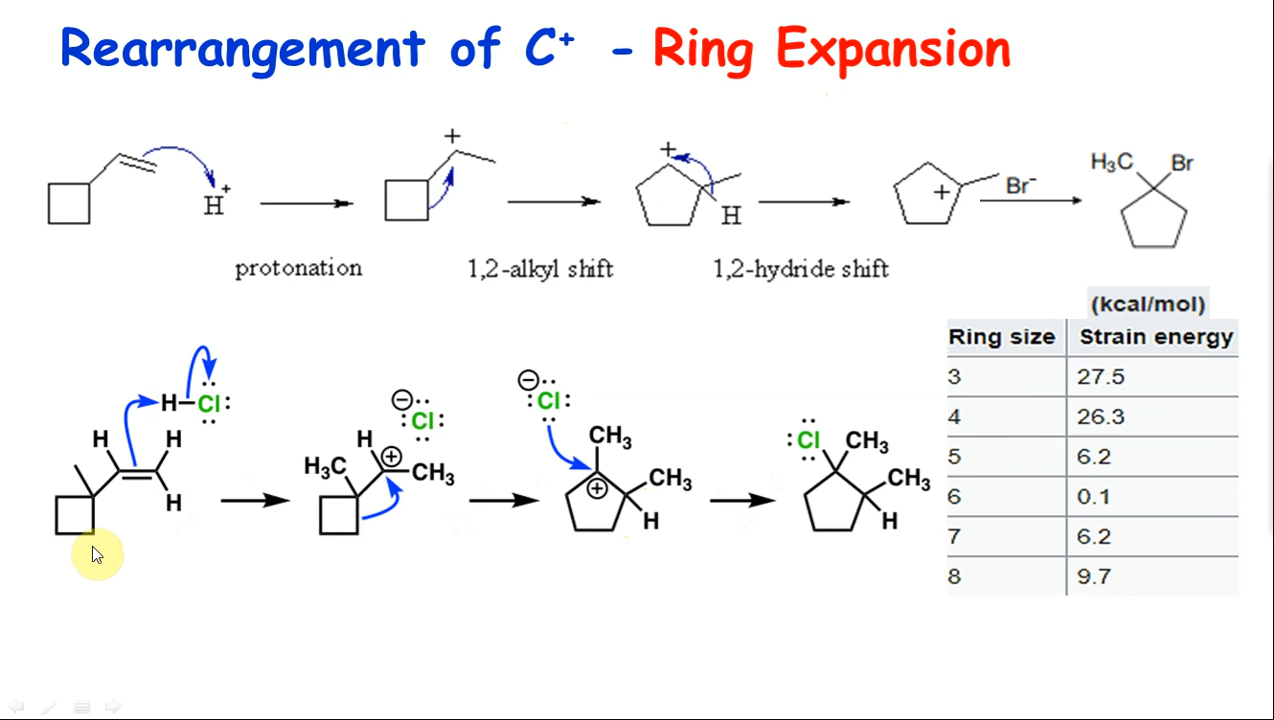 Rearrangement of C⁺ - Ring Expansion
H⁺
+
+
H
+
Br⁻
H₃C Br
protonation
1,2-alkyl shift
1,2-hydride shift
H–Cl:
H H
H
H
H₃C
⊕
CH₃
⊖
:Cl:
⊖
:Cl:
CH₃
⊕
CH₃
H
:Cl CH₃
CH₃
H
(kcal/mol)
Ring size Strain energy
3 27.5
4 26.3
5 6.2
6 0.1
7 6.2
8 9.7